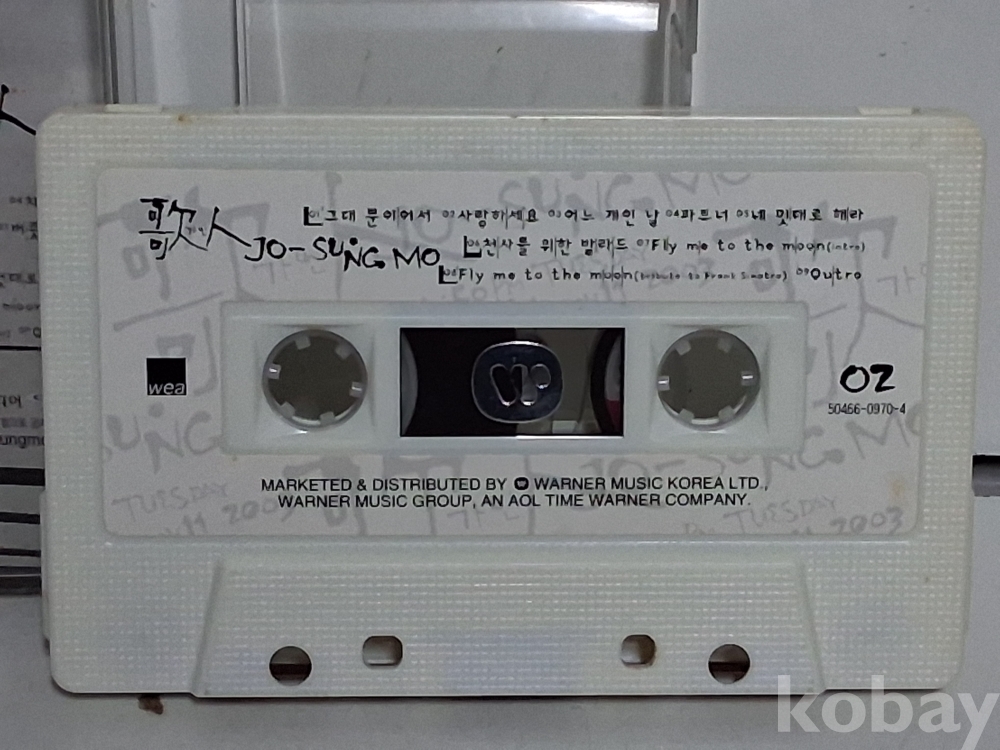 歌人 JO-SUNG MO
01 그대 뿐이어서 02 사랑하세요 03 어느 개인 날 04 파트너 05 네 멋대로 해라
06 천사를 위한 발라드 07 Fly me to the moon(intro)
08 Fly me to the moon(tribute to Frank Sinatra) 09 Outro
wea
02
50466-0970-4
MARKETED & DISTRIBUTED BY WARNER MUSIC KOREA LTD.,
WARNER MUSIC GROUP, AN AOL TIME WARNER COMPANY.
TUESDAY
2003
kobay